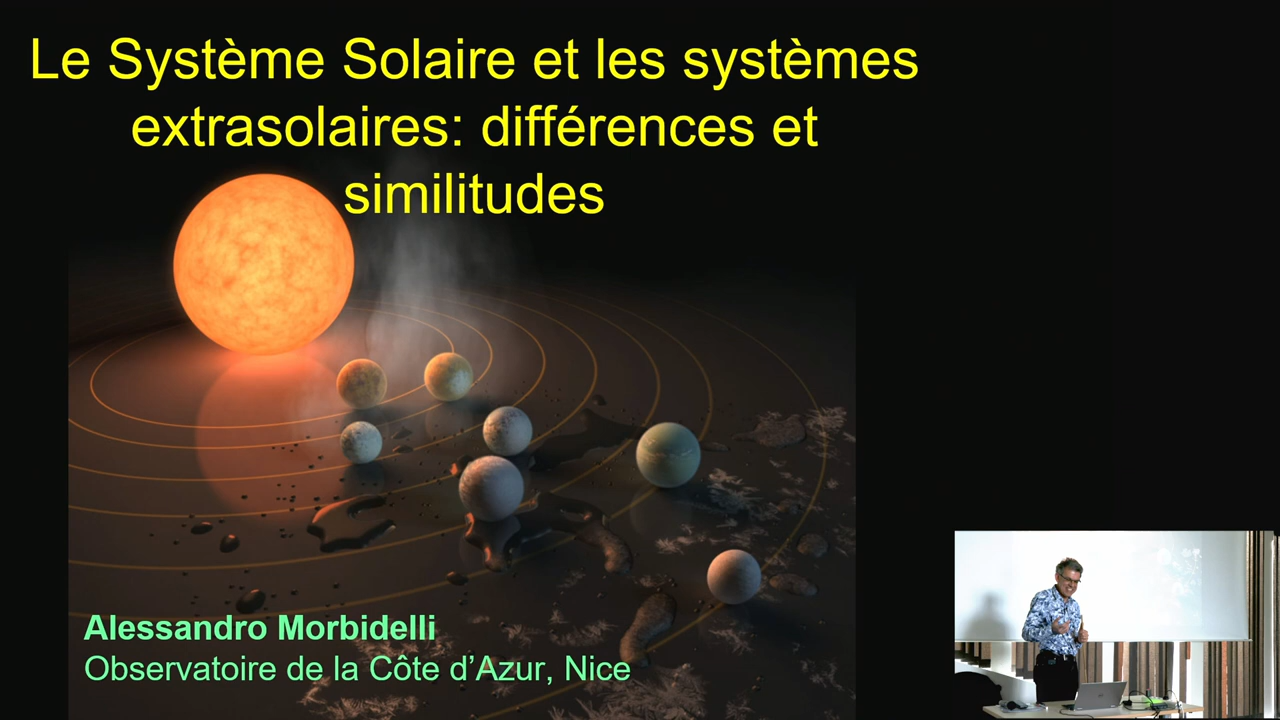 Le Système Solaire et les systèmes
extrasolaires: différences et
similitudes
Alessandro Morbidelli
Observatoire de la Côte d'Azur, Nice